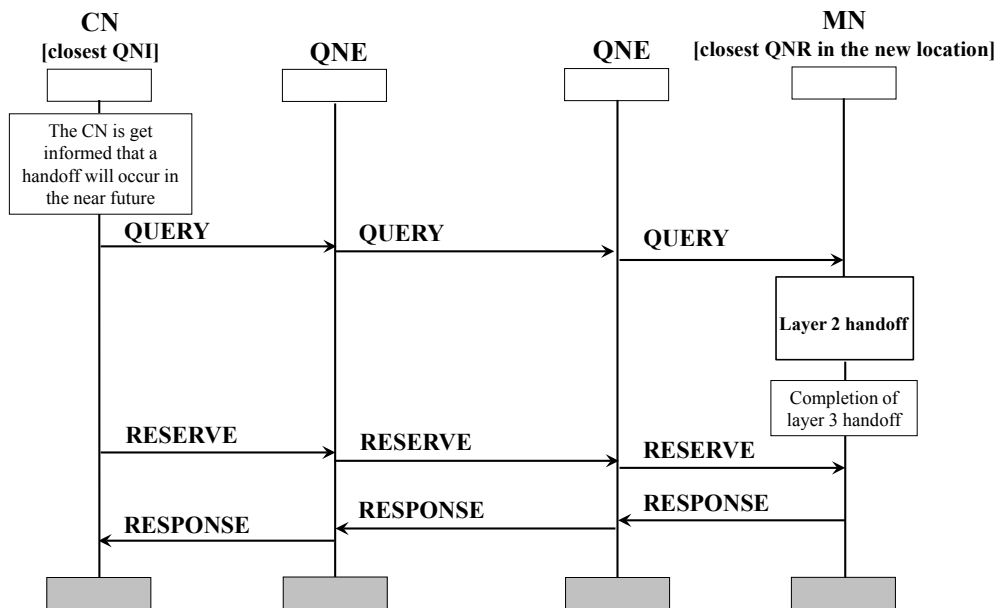 CN
[closest QNI]
QNE
QNE
MN
[closest QNR in the new location]
The CN is get
informed that a
handoff will occur in
the near future
QUERY
QUERY
QUERY
Layer 2 handoff
Completion of
layer 3 handoff
RESERVE
RESERVE
RESERVE
RESPONSE
RESPONSE
RESPONSE